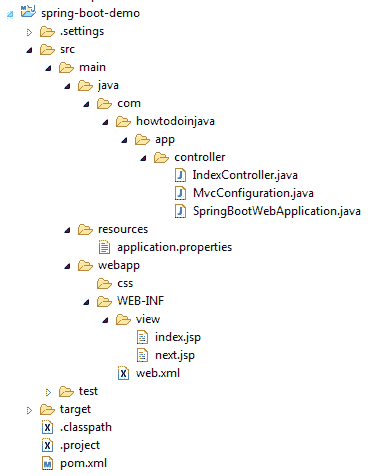 spring-boot-demo
.settings
src
main
java
com
howtodoinjava
app
controller
IndexController.java
MvcConfiguration.java
SpringBootWebApplication.java
resources
application.properties
webapp
css
WEB-INF
view
index.jsp
next.jsp
web.xml
test
target
.classpath
.project
pom.xml